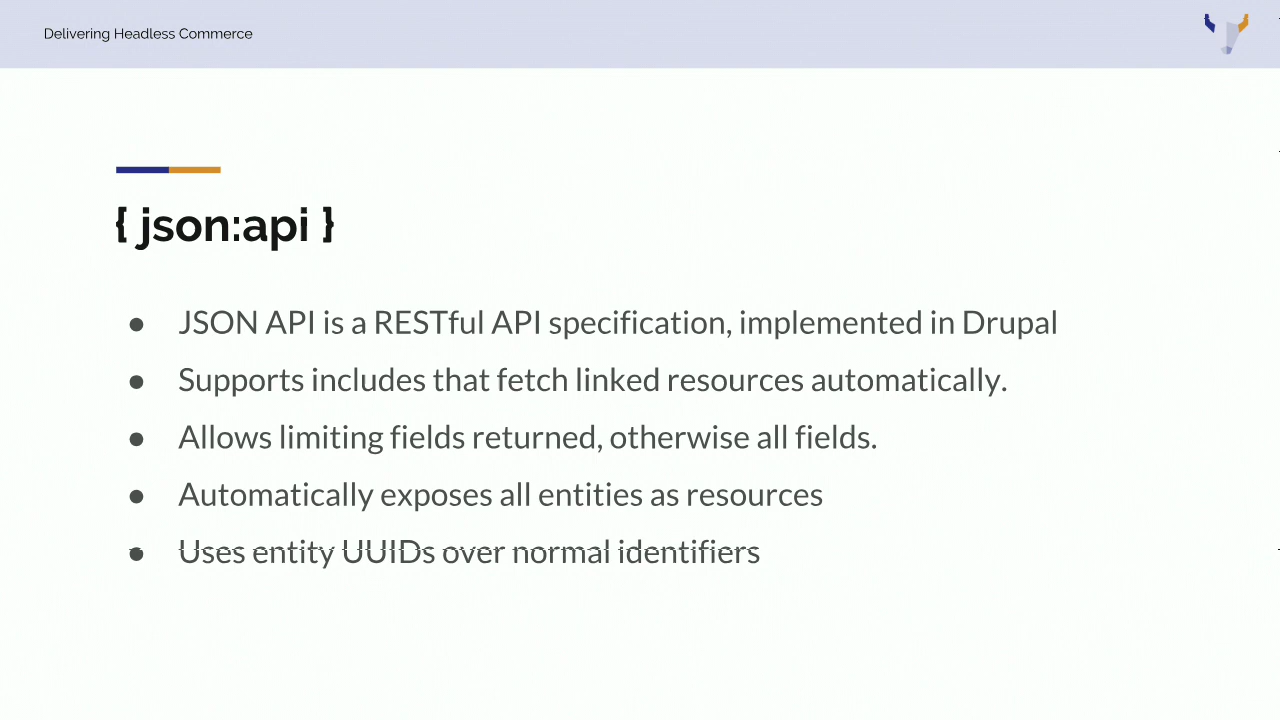 Delivering Headless Commerce
{ json:api }
● JSON API is a RESTful API specification, implemented in Drupal
● Supports includes that fetch linked resources automatically.
● Allows limiting fields returned, otherwise all fields.
● Automatically exposes all entities as resources
● Uses entity UUIDs over normal identifiers